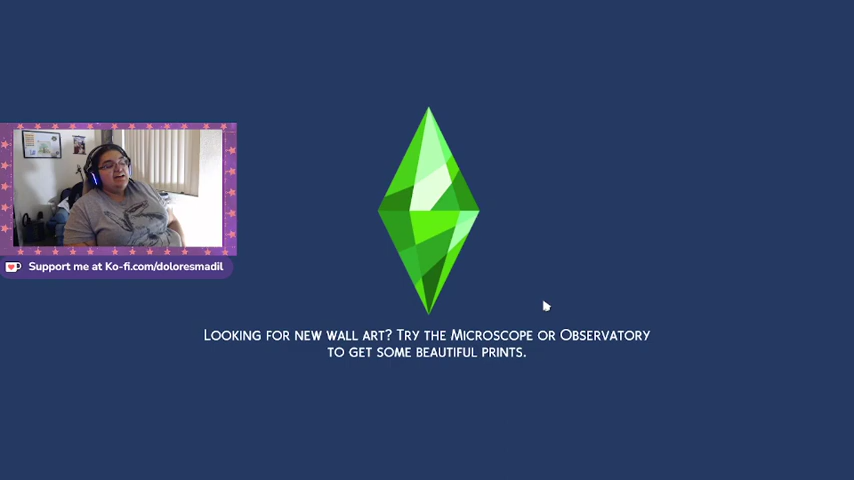 Support me at Ko-fi.com/doloresmadil
LOOKING FOR NEW WALL ART? TRY THE MICROSCOPE OR OBSERVATORY
TO GET SOME BEAUTIFUL PRINTS.